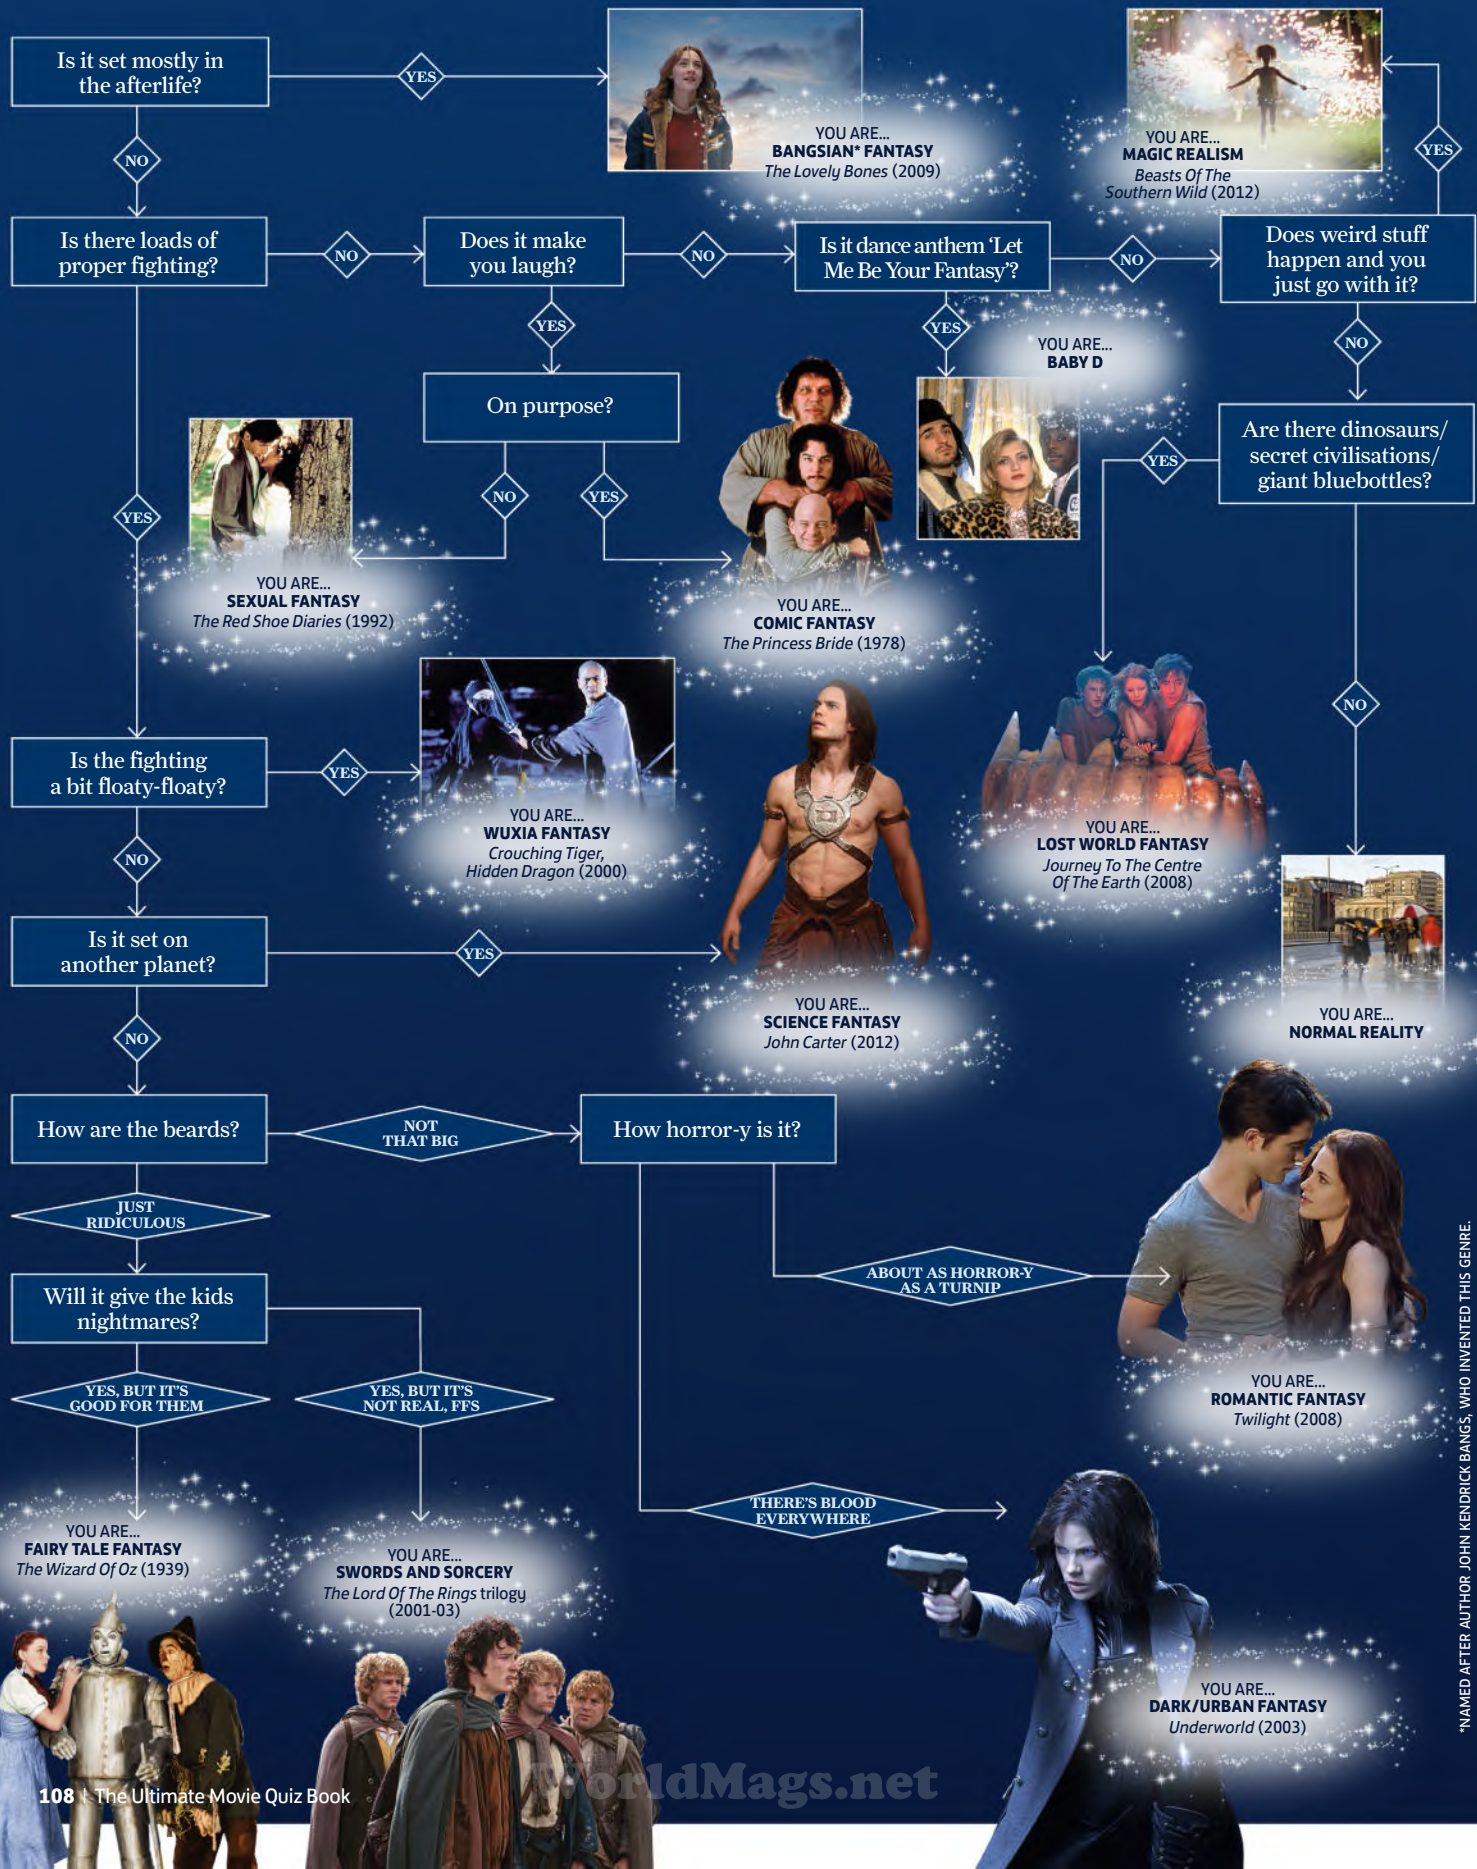 Is it set mostly in
the afterlife?
YES
NO
YOU ARE...
BANGSIAN* FANTASY
The Lovely Bones (2009)
YOU ARE...
MAGIC REALISM
Beasts Of The
Southern Wild (2012)
YES
Is there loads of
proper fighting?
NO
Does it make
you laugh?
NO
Is it dance anthem ‘Let
Me Be Your Fantasy’?
NO
Does weird stuff
happen and you
just go with it?
YES
YES
NO
YOU ARE...
BABY D
On purpose?
NO
YES
Are there dinosaurs/
secret civilisations/
giant bluebottles?
YES
YES
NO
YOU ARE...
SEXUAL FANTASY
The Red Shoe Diaries (1992)
YOU ARE...
COMIC FANTASY
The Princess Bride (1978)
Is the fighting
a bit floaty-floaty?
YES
NO
YOU ARE...
WUXIA FANTASY
Crouching Tiger,
Hidden Dragon (2000)
YOU ARE...
LOST WORLD FANTASY
Journey To The Centre
Of The Earth (2008)
Is it set on
another planet?
YES
NO
YOU ARE...
SCIENCE FANTASY
John Carter (2012)
YOU ARE...
NORMAL REALITY
How are the beards?
NOT
THAT BIG
How horror-y is it?
JUST
RIDICULOUS
ABOUT AS HORROR-Y
AS A TURNIP
Will it give the kids
nightmares?
YES, BUT IT’S
GOOD FOR THEM
YES, BUT IT’S
NOT REAL, FFS
YOU ARE...
ROMANTIC FANTASY
Twilight (2008)
THERE’S BLOOD
EVERYWHERE
YOU ARE...
FAIRY TALE FANTASY
The Wizard Of Oz (1939)
YOU ARE...
SWORDS AND SORCERY
The Lord Of The Rings trilogy
(2001-03)
YOU ARE...
DARK/URBAN FANTASY
Underworld (2003)
*NAMED AFTER AUTHOR JOHN KENDRICK BANGS, WHO INVENTED THIS GENRE.
108 | The Ultimate Movie Quiz Book
WorldMags.net